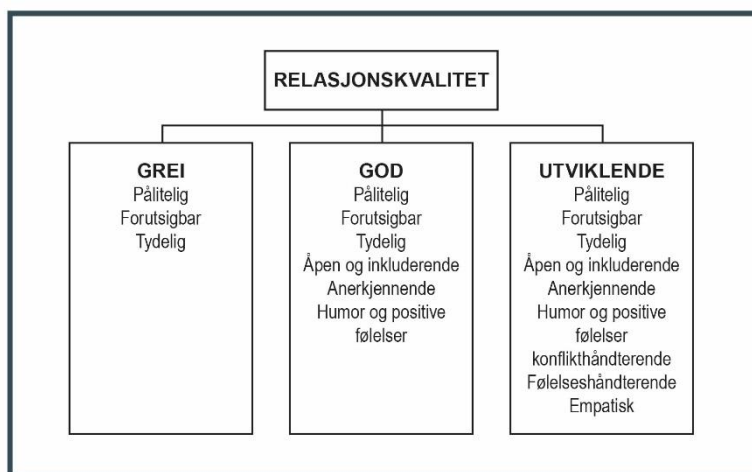 RELASJONSKVALITET
GREI
Pålitelig
Forutsigbar
Tydelig
GOD
Pålitelig
Forutsigbar
Tydelig
Åpen og inkluderende
Anerkjennende
Humor og positive
følelser
UTVIKLENDE
Pålitelig
Forutsigbar
Tydelig
Åpen og inkluderende
Anerkjennende
Humor og positive
følelser
konflikthåndterende
Følelseshåndterende
Empatisk